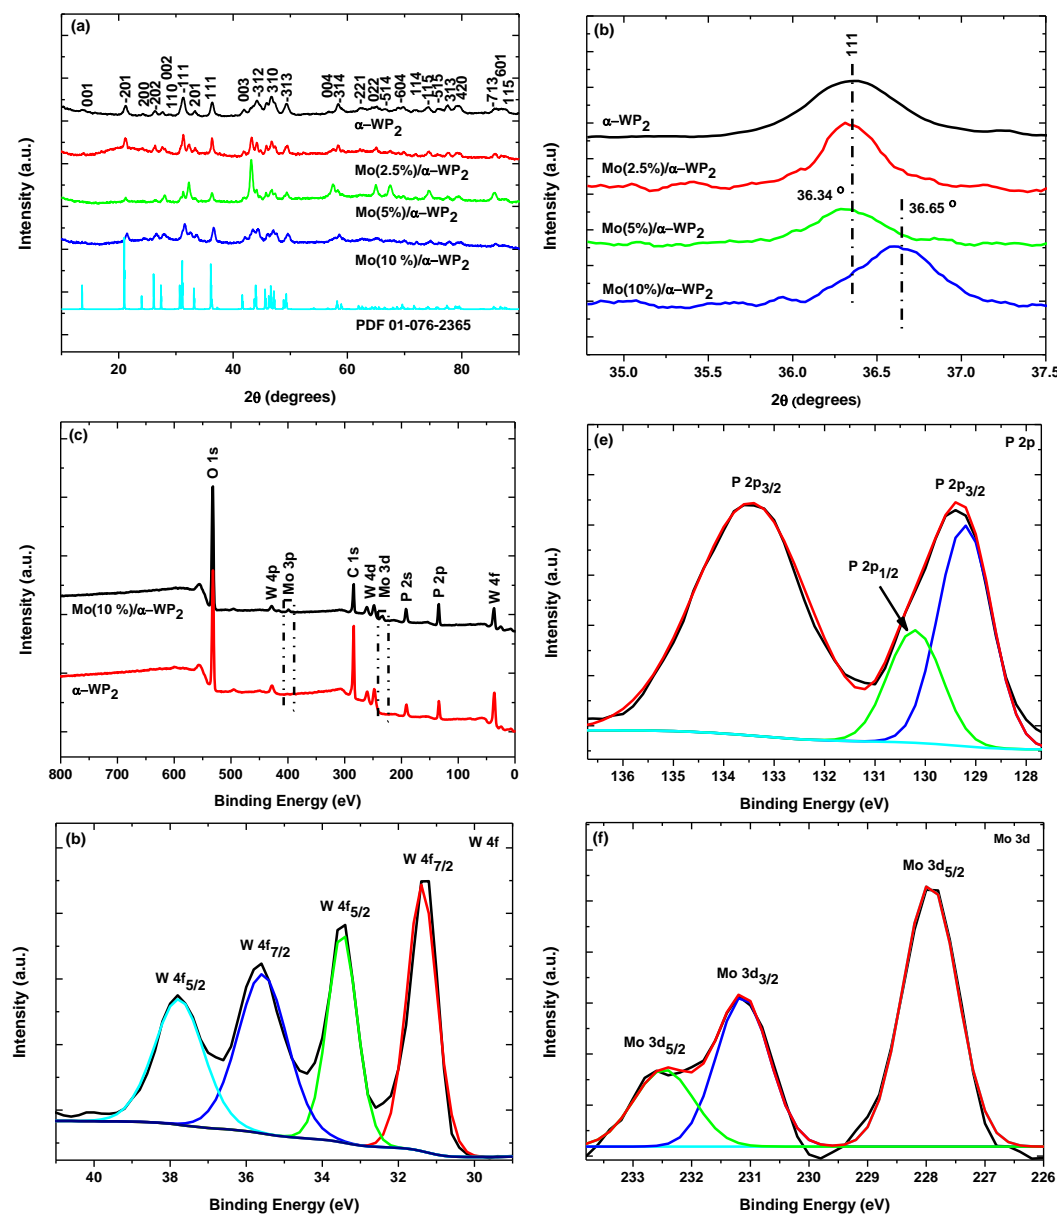 (a)
001
-201
200
-202
110
002
-111
201
111
003
-312
310
313
004
-314
-221
022
-514
-604
114
-115
-515
313
420
-713
601
115
α–WP2
Mo(2.5%)/α–WP2
Mo(5%)/α–WP2
Mo(10 %)/α–WP2
PDF 01-076-2365
Intensity (a.u.)
20 40 60 80
2θ (degrees)
(b)
111
α–WP2
Mo(2.5%)/α–WP2
36.34 o
36.65 o
Mo(5%)/α–WP2
Mo(10%)/α–WP2
Intensity (a.u)
35.0 35.5 36.0 36.5 37.0 37.5
2θ (degrees)
(c)
O 1s
W 4p
Mo 3p
C 1s
W 4d
Mo 3d
P 2s
P 2p
W 4f
Mo(10 %)/α–WP2
α–WP2
Intensity (a.u.)
800 700 600 500 400 300 200 100 0
Binding Energy (eV)
(e)
P 2p
P 2p3/2
P 2p3/2
P 2p1/2
Intensity (a.u.)
136 135 134 133 132 131 130 129 128
Binding Energy (eV)
(b)
W 4f
W 4f7/2
W 4f5/2
W 4f7/2
W 4f5/2
Intensity (a.u.)
40 38 36 34 32 30
Binding Energy (eV)
(f)
Mo 3d
Mo 3d5/2
Mo 3d3/2
Mo 3d5/2
Intensity (a.u.)
233 232 231 230 229 228 227 226
Binding Energy (eV)